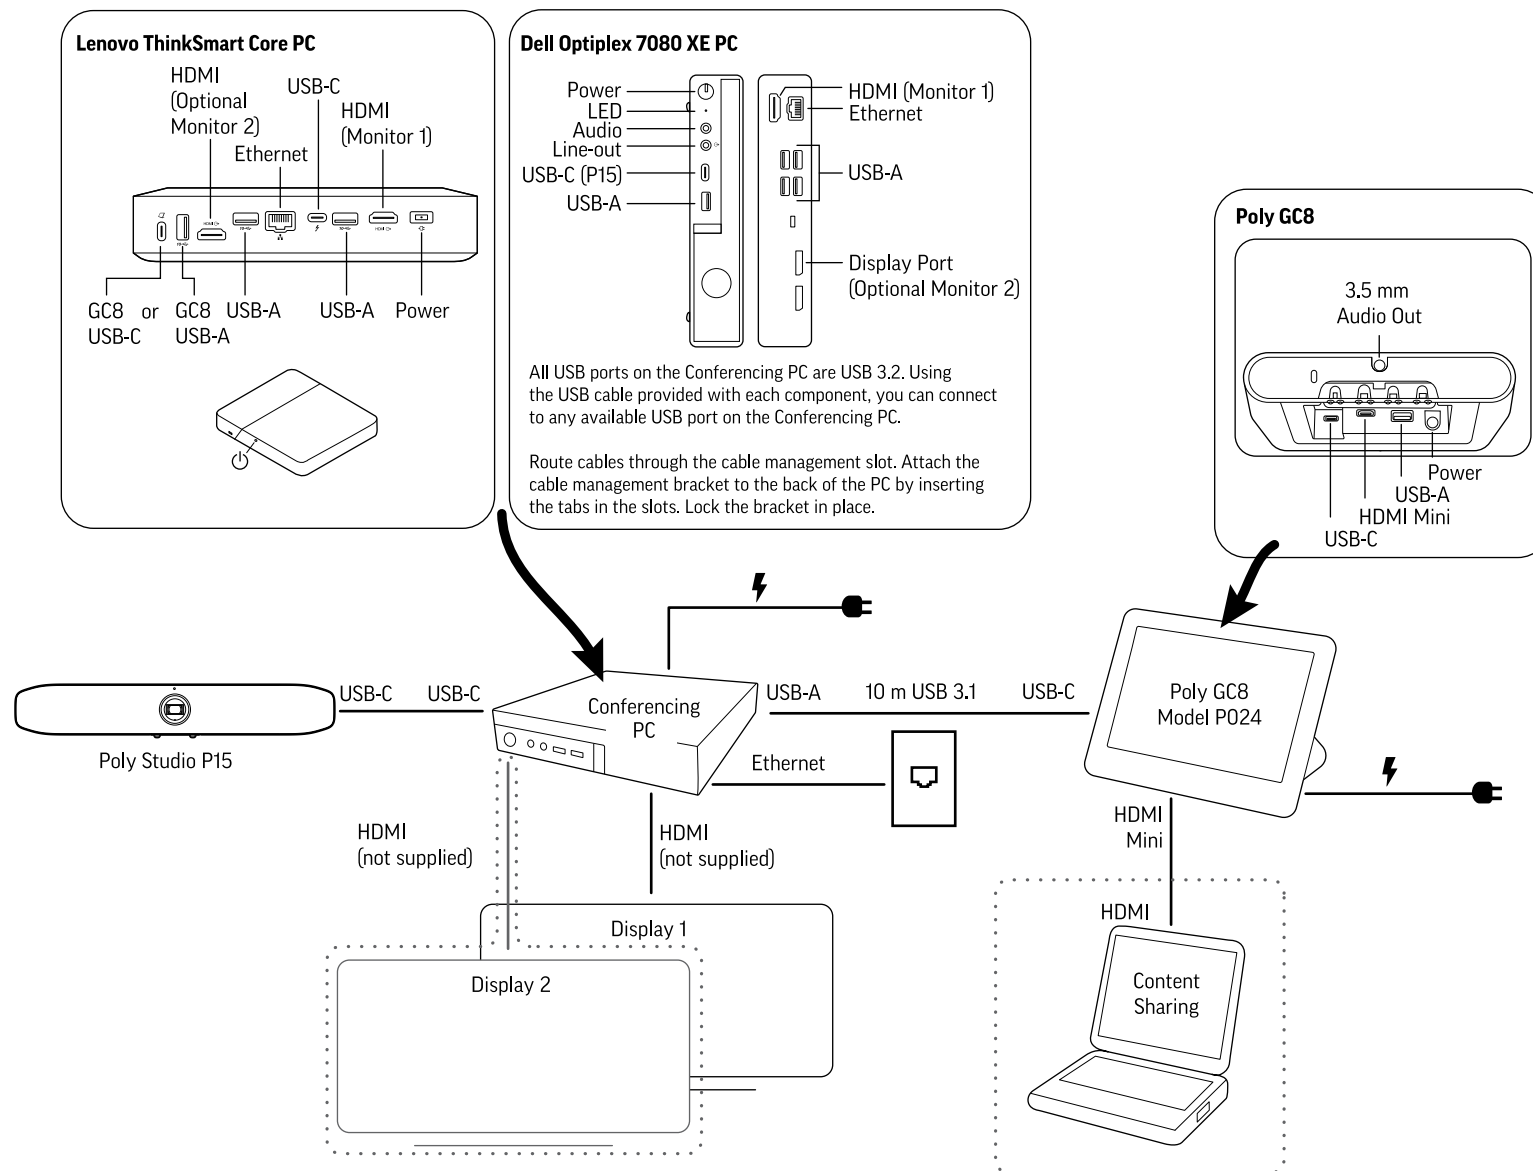 Lenovo ThinkSmart Core PC
HDMI
(Optional
Monitor 2)
USB-C
HDMI
(Monitor 1)
Ethernet
GC8 or
USB-C
GC8
USB-A
USB-A
USB-A
Power
Dell Optiplex 7080 XE PC
Power
LED
Audio
Line-out
USB-C (P15)
USB-A
HDMI (Monitor 1)
Ethernet
USB-A
Display Port
(Optional Monitor 2)
All USB ports on the Conferencing PC are USB 3.2. Using
the USB cable provided with each component, you can connect
to any available USB port on the Conferencing PC.
Route cables through the cable management slot. Attach the
cable management bracket to the back of the PC by inserting
the tabs in the slots. Lock the bracket in place.
Poly GC8
3.5 mm
Audio Out
Power
USB-A
HDMI Mini
USB-C
USB-C
USB-C
Poly Studio P15
Conferencing
PC
USB-A
10 m USB 3.1
USB-C
Poly GC8
Model P024
Ethernet
HDMI
(not supplied)
HDMI
(not supplied)
HDMI
Mini
HDMI
Display 1
Display 2
Content
Sharing